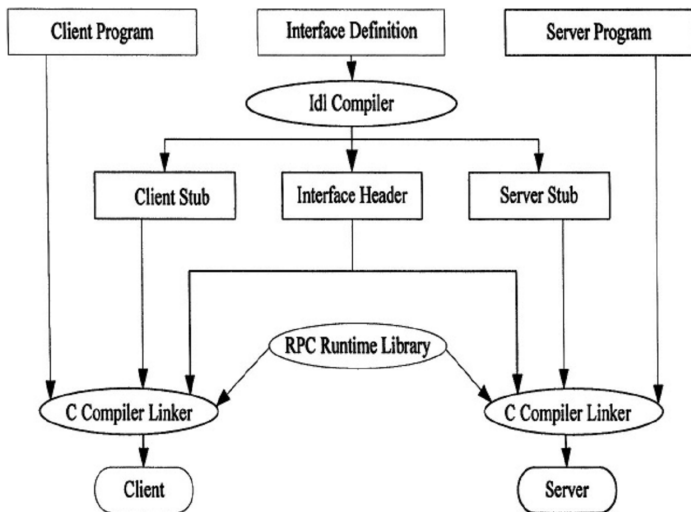 Client Program
Interface Definition
Server Program
Idl Compiler
Client Stub
Interface Header
Server Stub
RPC Runtime Library
C Compiler Linker
C Compiler Linker
Client
Server